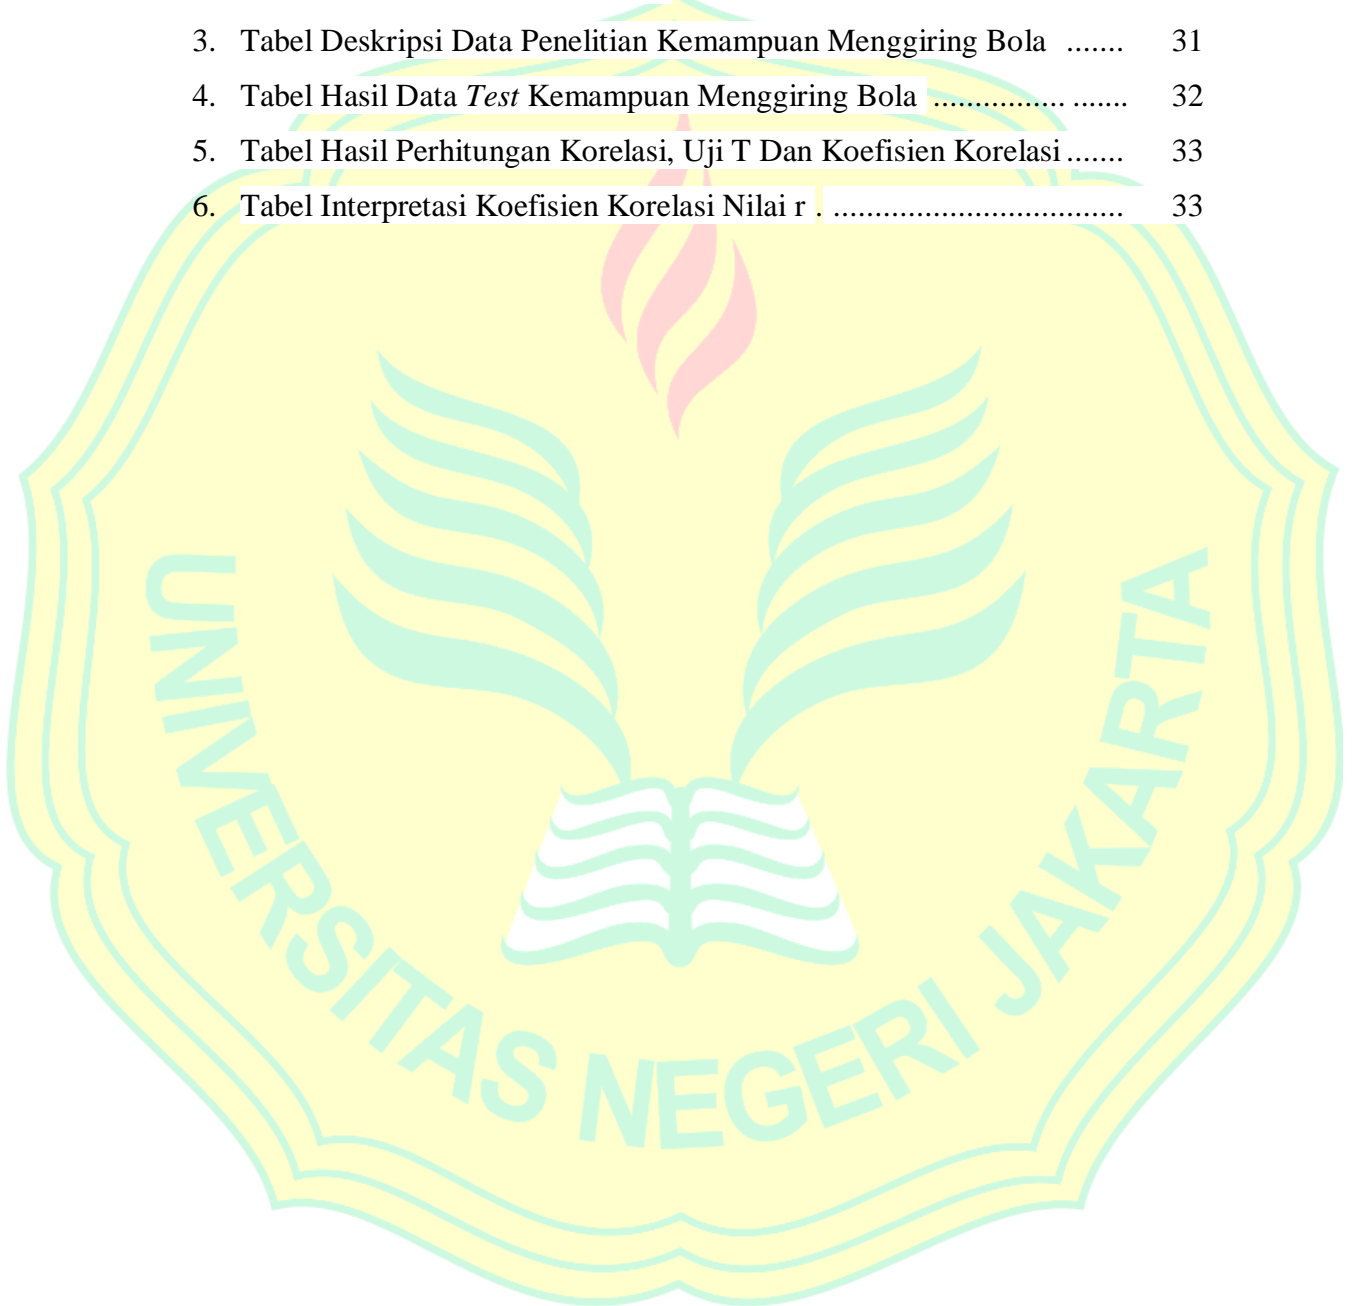 3. Tabel Deskripsi Data Penelitian Kemampuan Menggiring Bola ....... 31
4. Tabel Hasil Data Test Kemampuan Menggiring Bola ................ ....... 32
5. Tabel Hasil Perhitungan Korelasi, Uji T Dan Koefisien Korelasi ....... 33
6. Tabel Interpretasi Koefisien Korelasi Nilai r . ................................... 33
UNIVERSITAS NEGERI JAKARTA